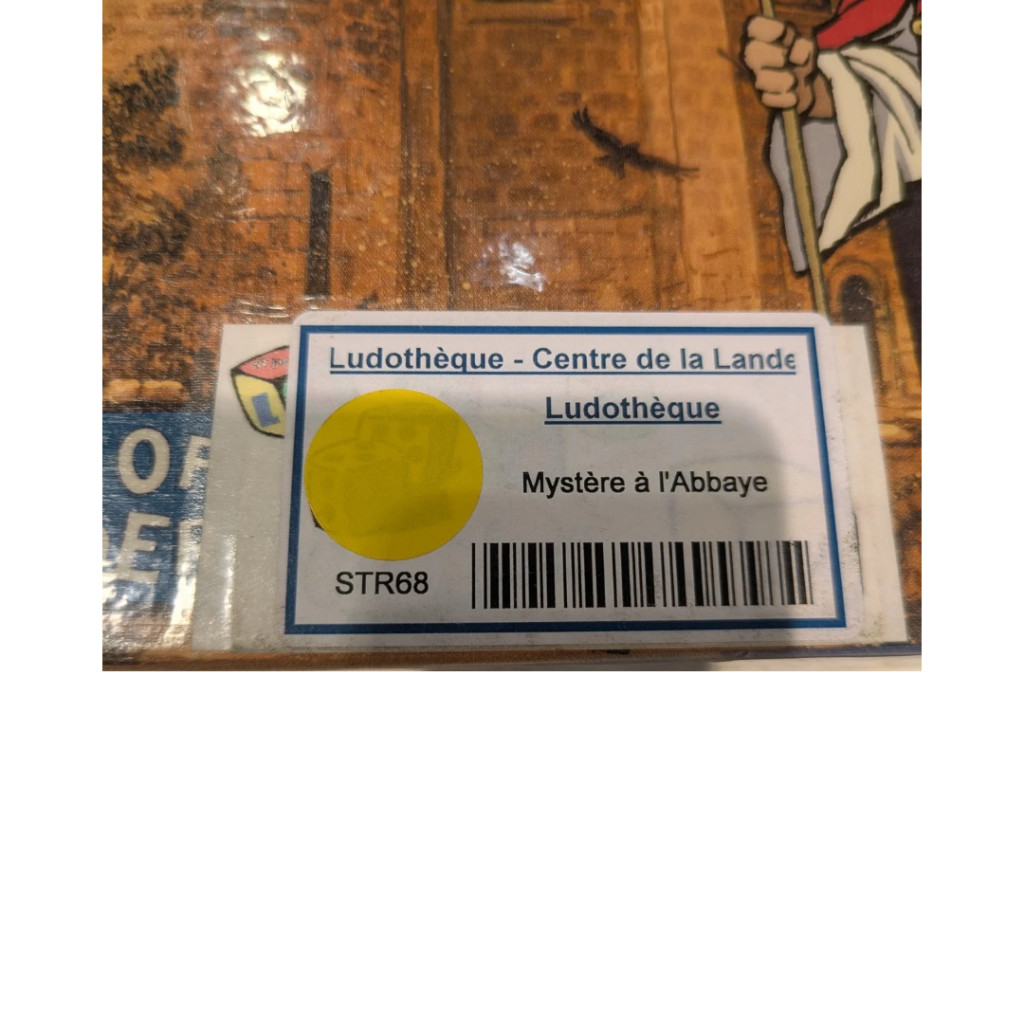 Ludothèque - Centre de la Lande
Ludothèque
Mystère à l'Abbaye
STR68